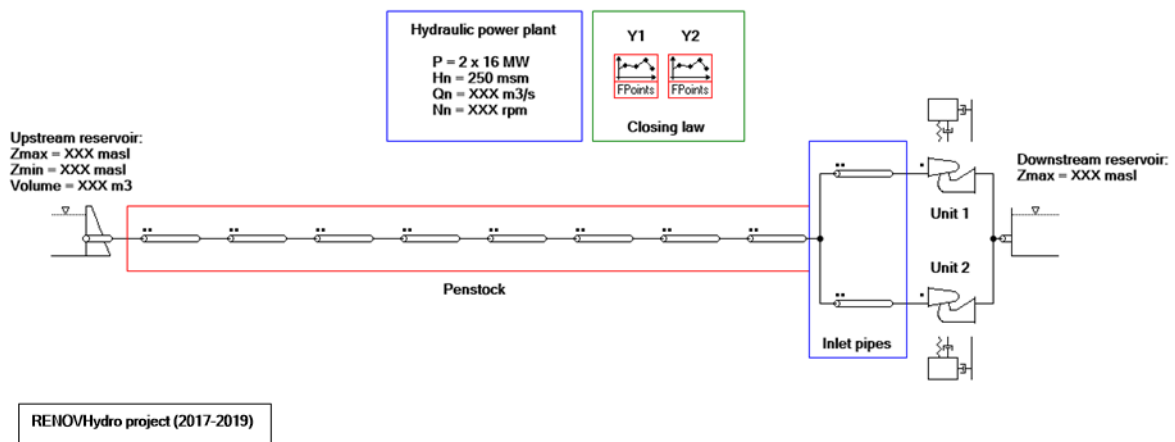 Hydraulic power plant
P = 2 x 16 MW
Hn = 250 msm
Qn = XXX m3/s
Nn = XXX rpm
Y1
Y2
FPoints
FPoints
Closing law
Upstream reservoir:
Zmax = XXX masl
Zmin = XXX masl
Volume = XXX m3
Downstream reservoir:
Zmax = XXX masl
Unit 1
Unit 2
Penstock
Inlet pipes
RENOVHydro project (2017-2019)